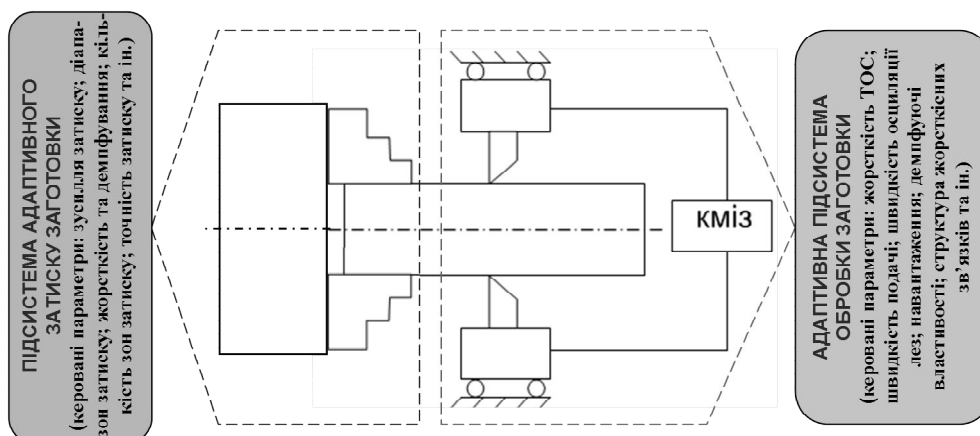 ПІДСИСТЕМА АДАПТИВНОГО
ЗАТИСКУ ЗАГОТОВКИ
(керовані параметри: зусилля затиску; діапа-
зон затиску; жорсткість та демпфування; кіль-
кість зон затиску; точність затиску та ін.)
КМІЗ
АДАПТИВНА ПІДСИСТЕМА
ОБРОБКИ ЗАГОТОВКИ
(керовані параметри: жорсткість ТОС;
швидкість подачі; швидкість осциляції
лез; навантаження; демпфуючі
властивості; структура жорсткісних
зв’язків та ін.)